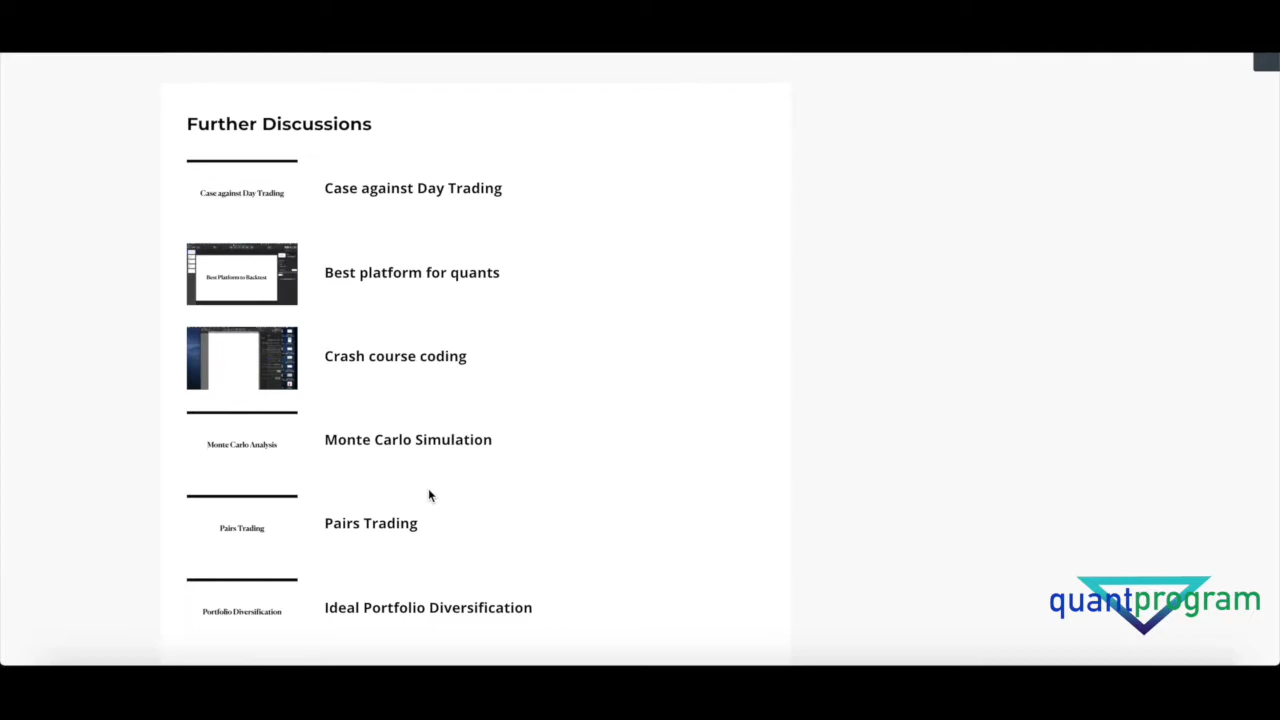 Further Discussions
Case against Day Trading
Case against Day Trading
Best Platform to Backtest
Best platform for quants
Crash course coding
Monte Carlo Analysis
Monte Carlo Simulation
Pairs Trading
Pairs Trading
Portfolio Diversification
Ideal Portfolio Diversification
quantprogram